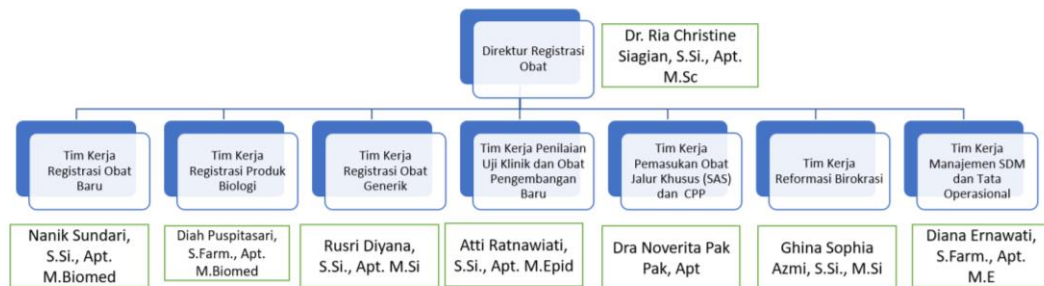 Direktur Registrasi
Obat
Dr. Ria Christine
Siagian, S.Si., Apt.
M.Sc
Tim Kerja
Registrasi Obat
Baru
Tim Kerja
Registrasi Produk
Biologi
Tim Kerja
Registrasi Obat
Generik
Tim Kerja Penilaian
Uji Klinik dan Obat
Pengembangan
Baru
Tim Kerja
Pemasukan Obat
Jalur Khusus (SAS)
dan CPP
Tim Kerja
Reformasi Birokrasi
Tim Kerja
Manajemen SDM
dan Tata
Operasional
Nanik Sundari,
S.Si., Apt.
M.Biomed
Diah Puspitasari,
S.Farm., Apt.
M.Biomed
Rusri Diyana,
S.Si., Apt. M.Si
Atti Ratnawiati,
S.Si., Apt. M.Epid
Dra Noverita Pak
Pak, Apt
Ghina Sophia
Azmi, S.Si., M.Si
Diana Ernawati,
S.Farm., Apt.
M.E